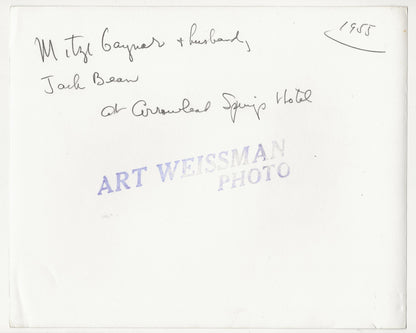 1955
Mitzi Gaynor + husband,
Jack Bean
at Arrowhead Springs Hotel
ART WEISSMAN
PHOTO